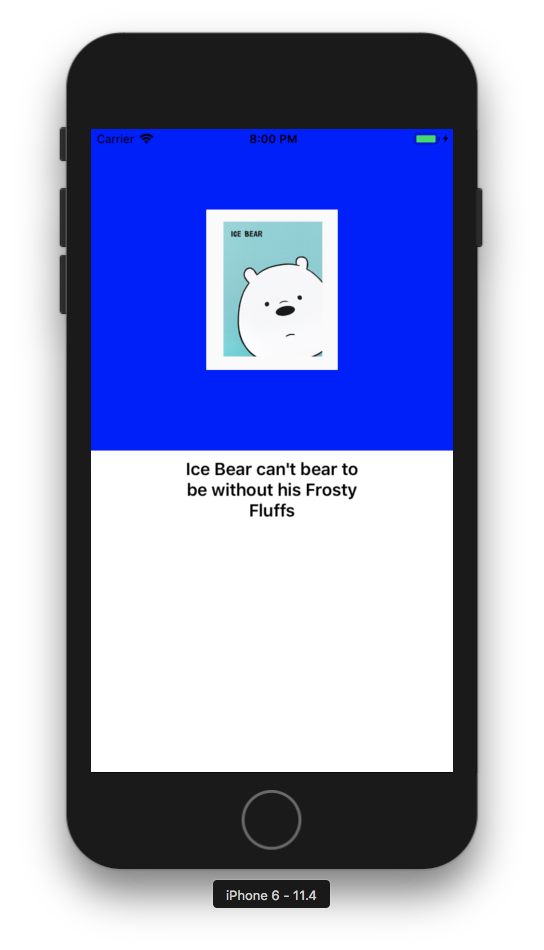 Carrier 8:00 PM
ICE BEAR
Ice Bear can't bear to
be without his Frosty
Fluffs
iPhone 6 - 11.4